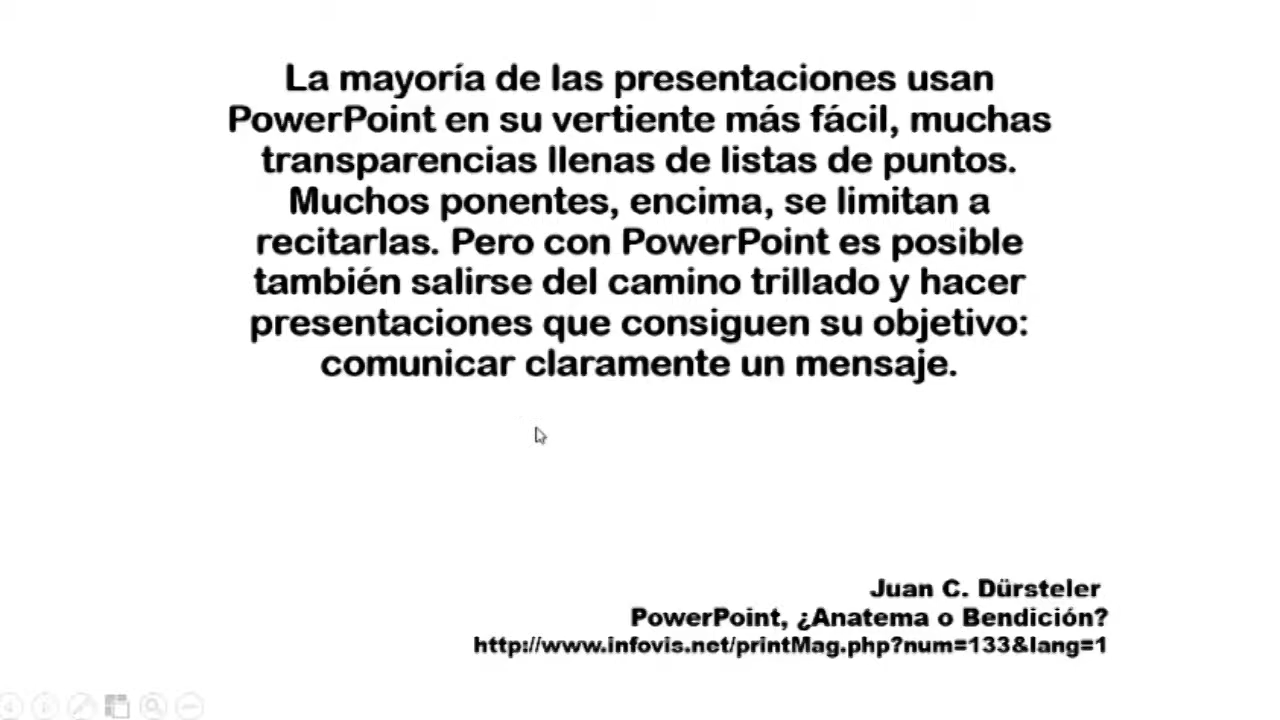 La mayoría de las presentaciones usan
PowerPoint en su vertiente más fácil, muchas
transparencias llenas de listas de puntos.
Muchos ponentes, encima, se limitan a
recitarlas. Pero con PowerPoint es posible
también salirse del camino trillado y hacer
presentaciones que consiguen su objetivo:
comunicar claramente un mensaje.
Juan C. Dürsteler
PowerPoint, ¿Anatema o Bendición?
http://www.infovis.net/printMag.php?num=133&lang=1